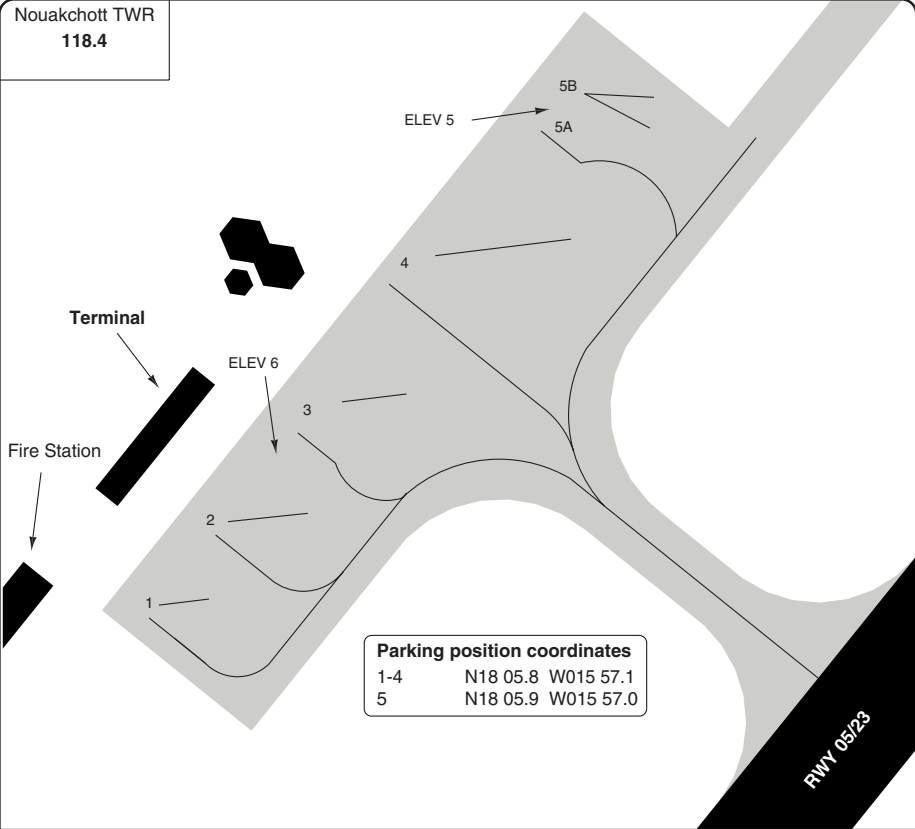 Nouakchott TWR
118.4
5B
ELEV 5
5A
4
Terminal
ELEV 6
3
Fire Station
2
1
Parking position coordinates
1-4 N18 05.8 W015 57.1
5 N18 05.9 W015 57.0
RWY 05/23